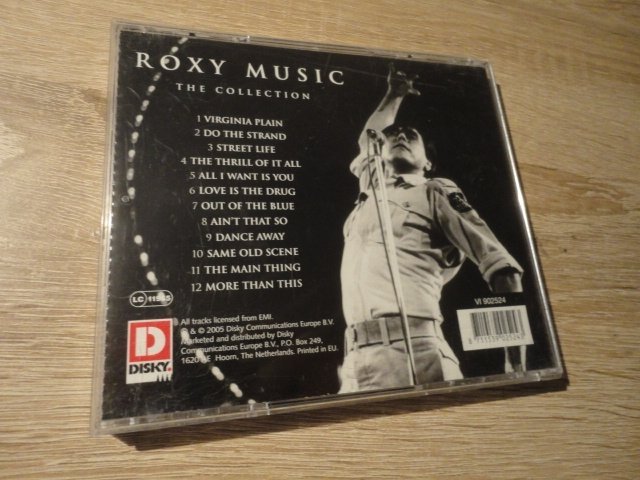 ROXY MUSIC
THE COLLECTION
1 VIRGINIA PLAIN
2 DO THE STRAND
3 STREET LIFE
4 THE THRILL OF IT ALL
5 ALL I WANT IS YOU
6 LOVE IS THE DRUG
7 OUT OF THE BLUE
8 AIN'T THAT SO
9 DANCE AWAY
10 SAME OLD SCENE
11 THE MAIN THING
12 MORE THAN THIS
LC
VI 902524
D
DISKY
All tracks licensed from EMI.
℗ & © 2005 Disky Communications Europe B.V.
Marketed and distributed by Disky
Communications Europe B.V., P.O. Box 249,
Hoorn, The Netherlands. Printed in EU.